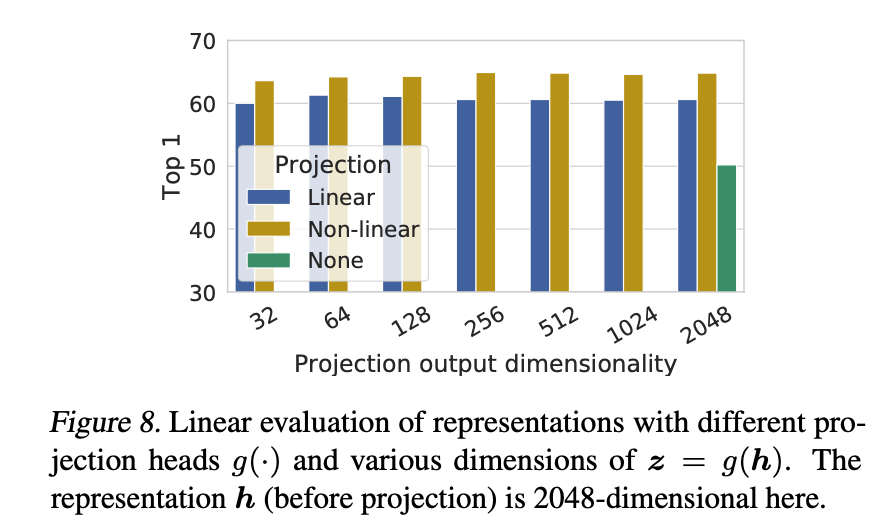 70
60
50
40
30
Top 1
Projection
Linear
Non-linear
None
32 64 128 256 512 1024 2048
Projection output dimensionality
Figure 8. Linear evaluation of representations with different pro-
jection heads g(·) and various dimensions of z = g(h). The
representation h (before projection) is 2048-dimensional here.